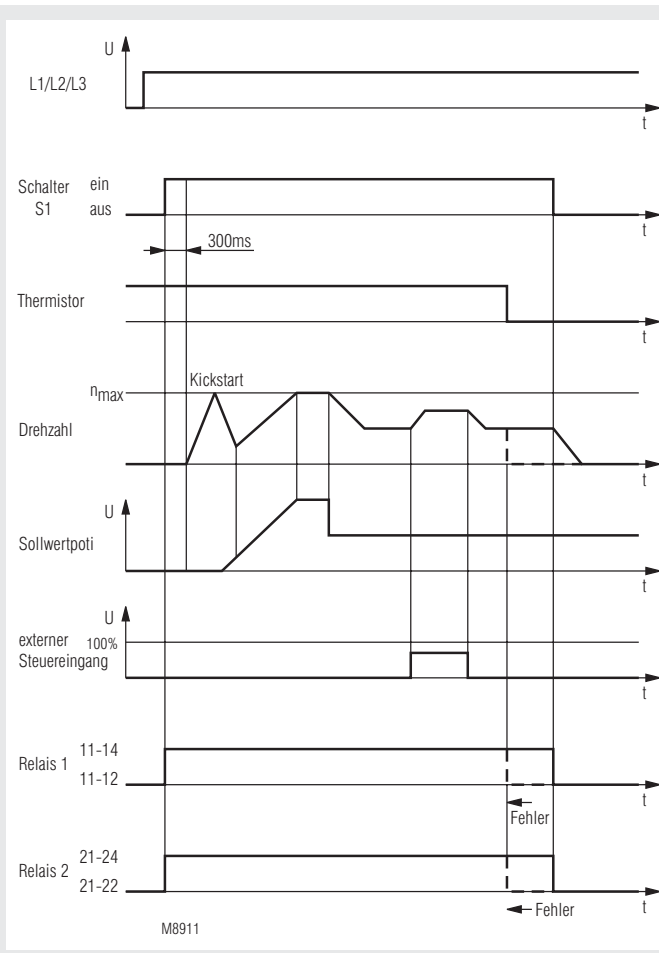 U
L1/L2/L3
t
Schalter ein
S1 aus
t
300ms
Thermistor
t
Kickstart
nmax
Drehzahl
t
U
Sollwertpoti
t
U
externer 100%
Steuereingang
t
11-14
Relais 1
11-12
t
Fehler
21-24
Relais 2
21-22
t
Fehler
M8911